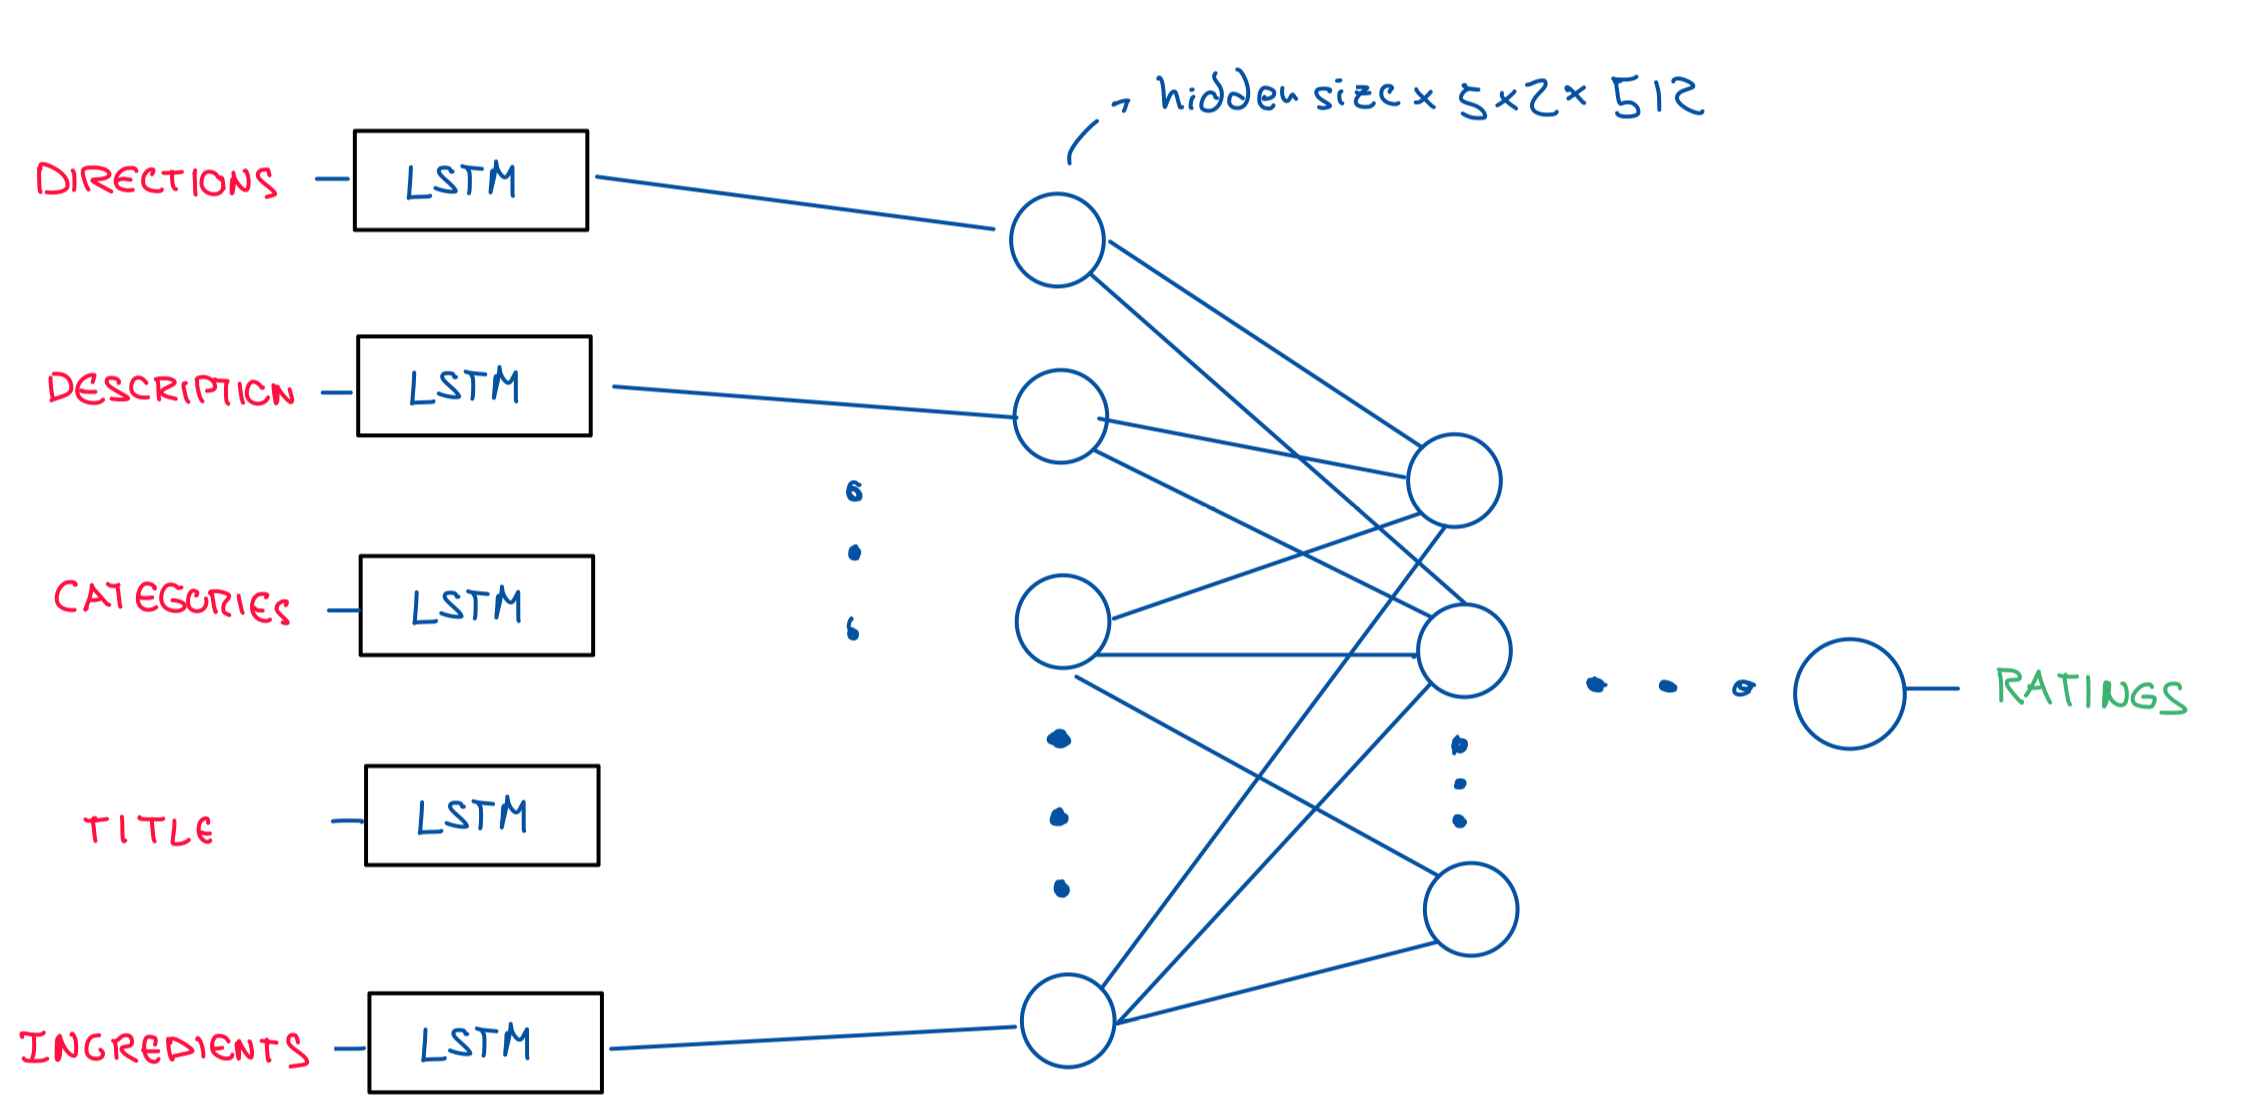 hidden size x 5x2x 512
DIRECTIONS
LSTM
DESCRIPTION
LSTM
CATEGORIES
LSTM
RATINGS
TITLE
LSTM
INGREDIENTS
LSTM